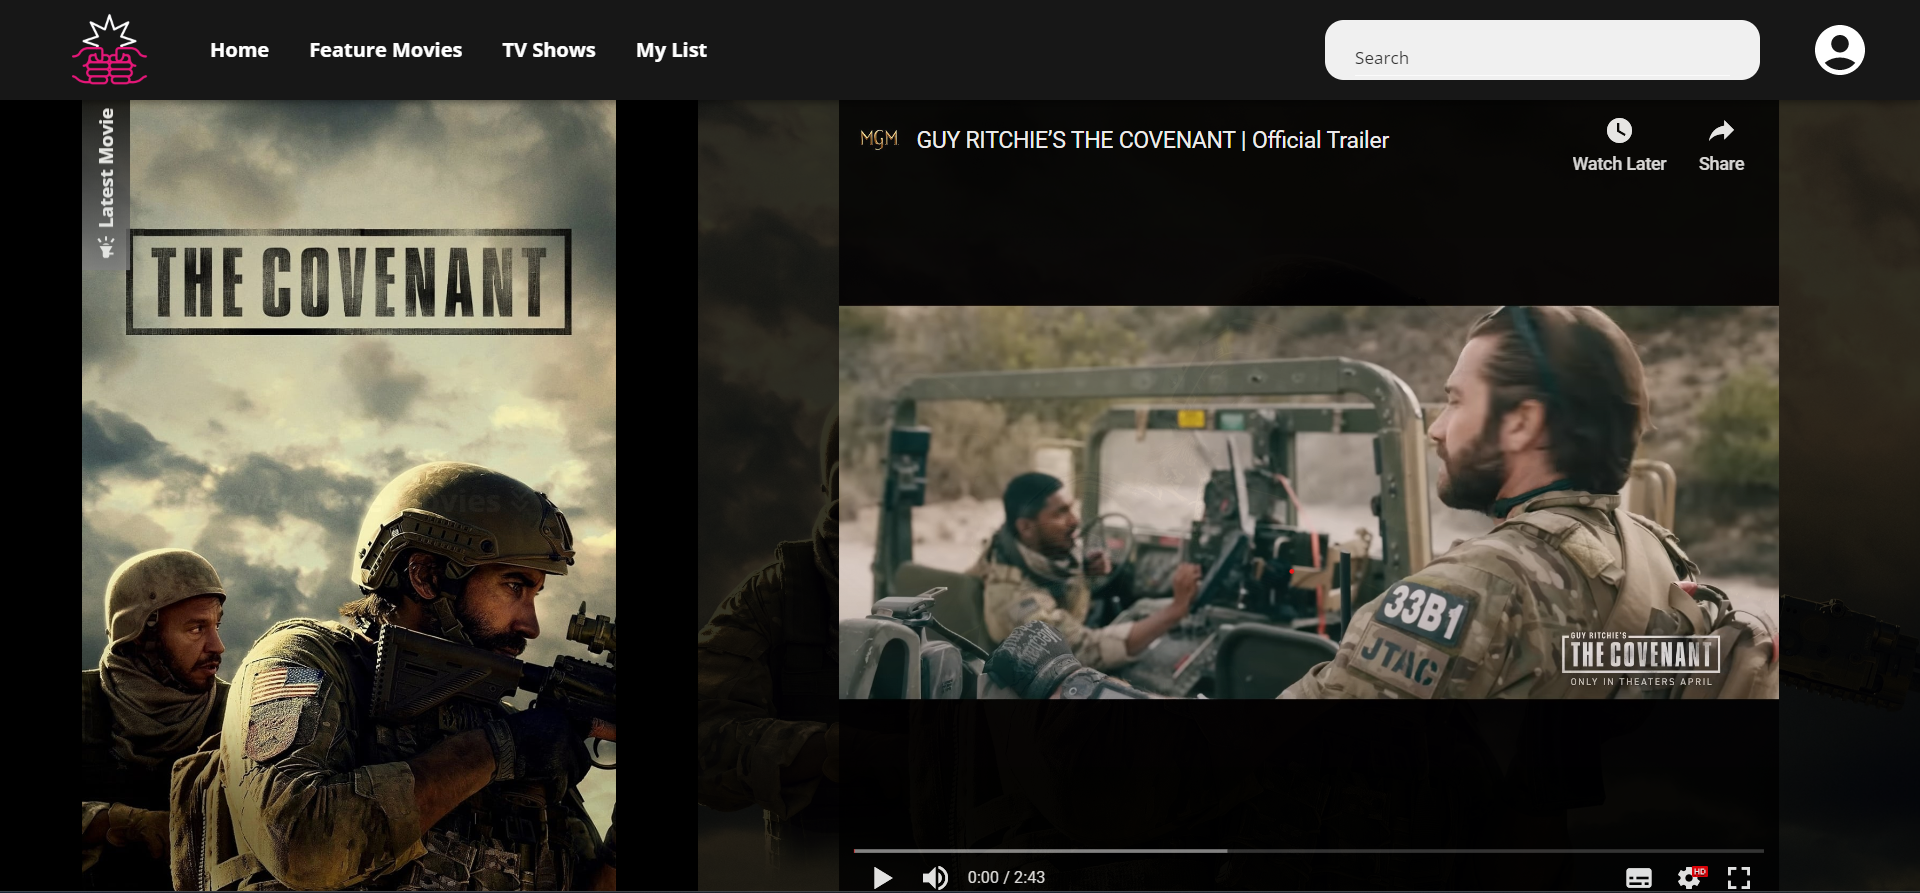 Home
Feature Movies
TV Shows
My List
Search
Latest Movie
THE COVENANT
MGM
GUY RITCHIE’S THE COVENANT | Official Trailer
Watch Later
Share
33B1
JTAC
GUY RITCHIE'S
THE COVENANT
ONLY IN THEATERS APRIL
0:00 / 2:43
HD